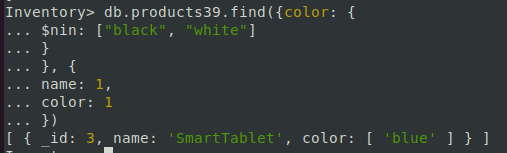 Inventory> db.products39.find({color: {
... $nin: ["black", "white"]
... }
... }, {
... name: 1,
... color: 1
... })
[ { _id: 3, name: 'SmartTablet', color: [ 'blue' ] } ]